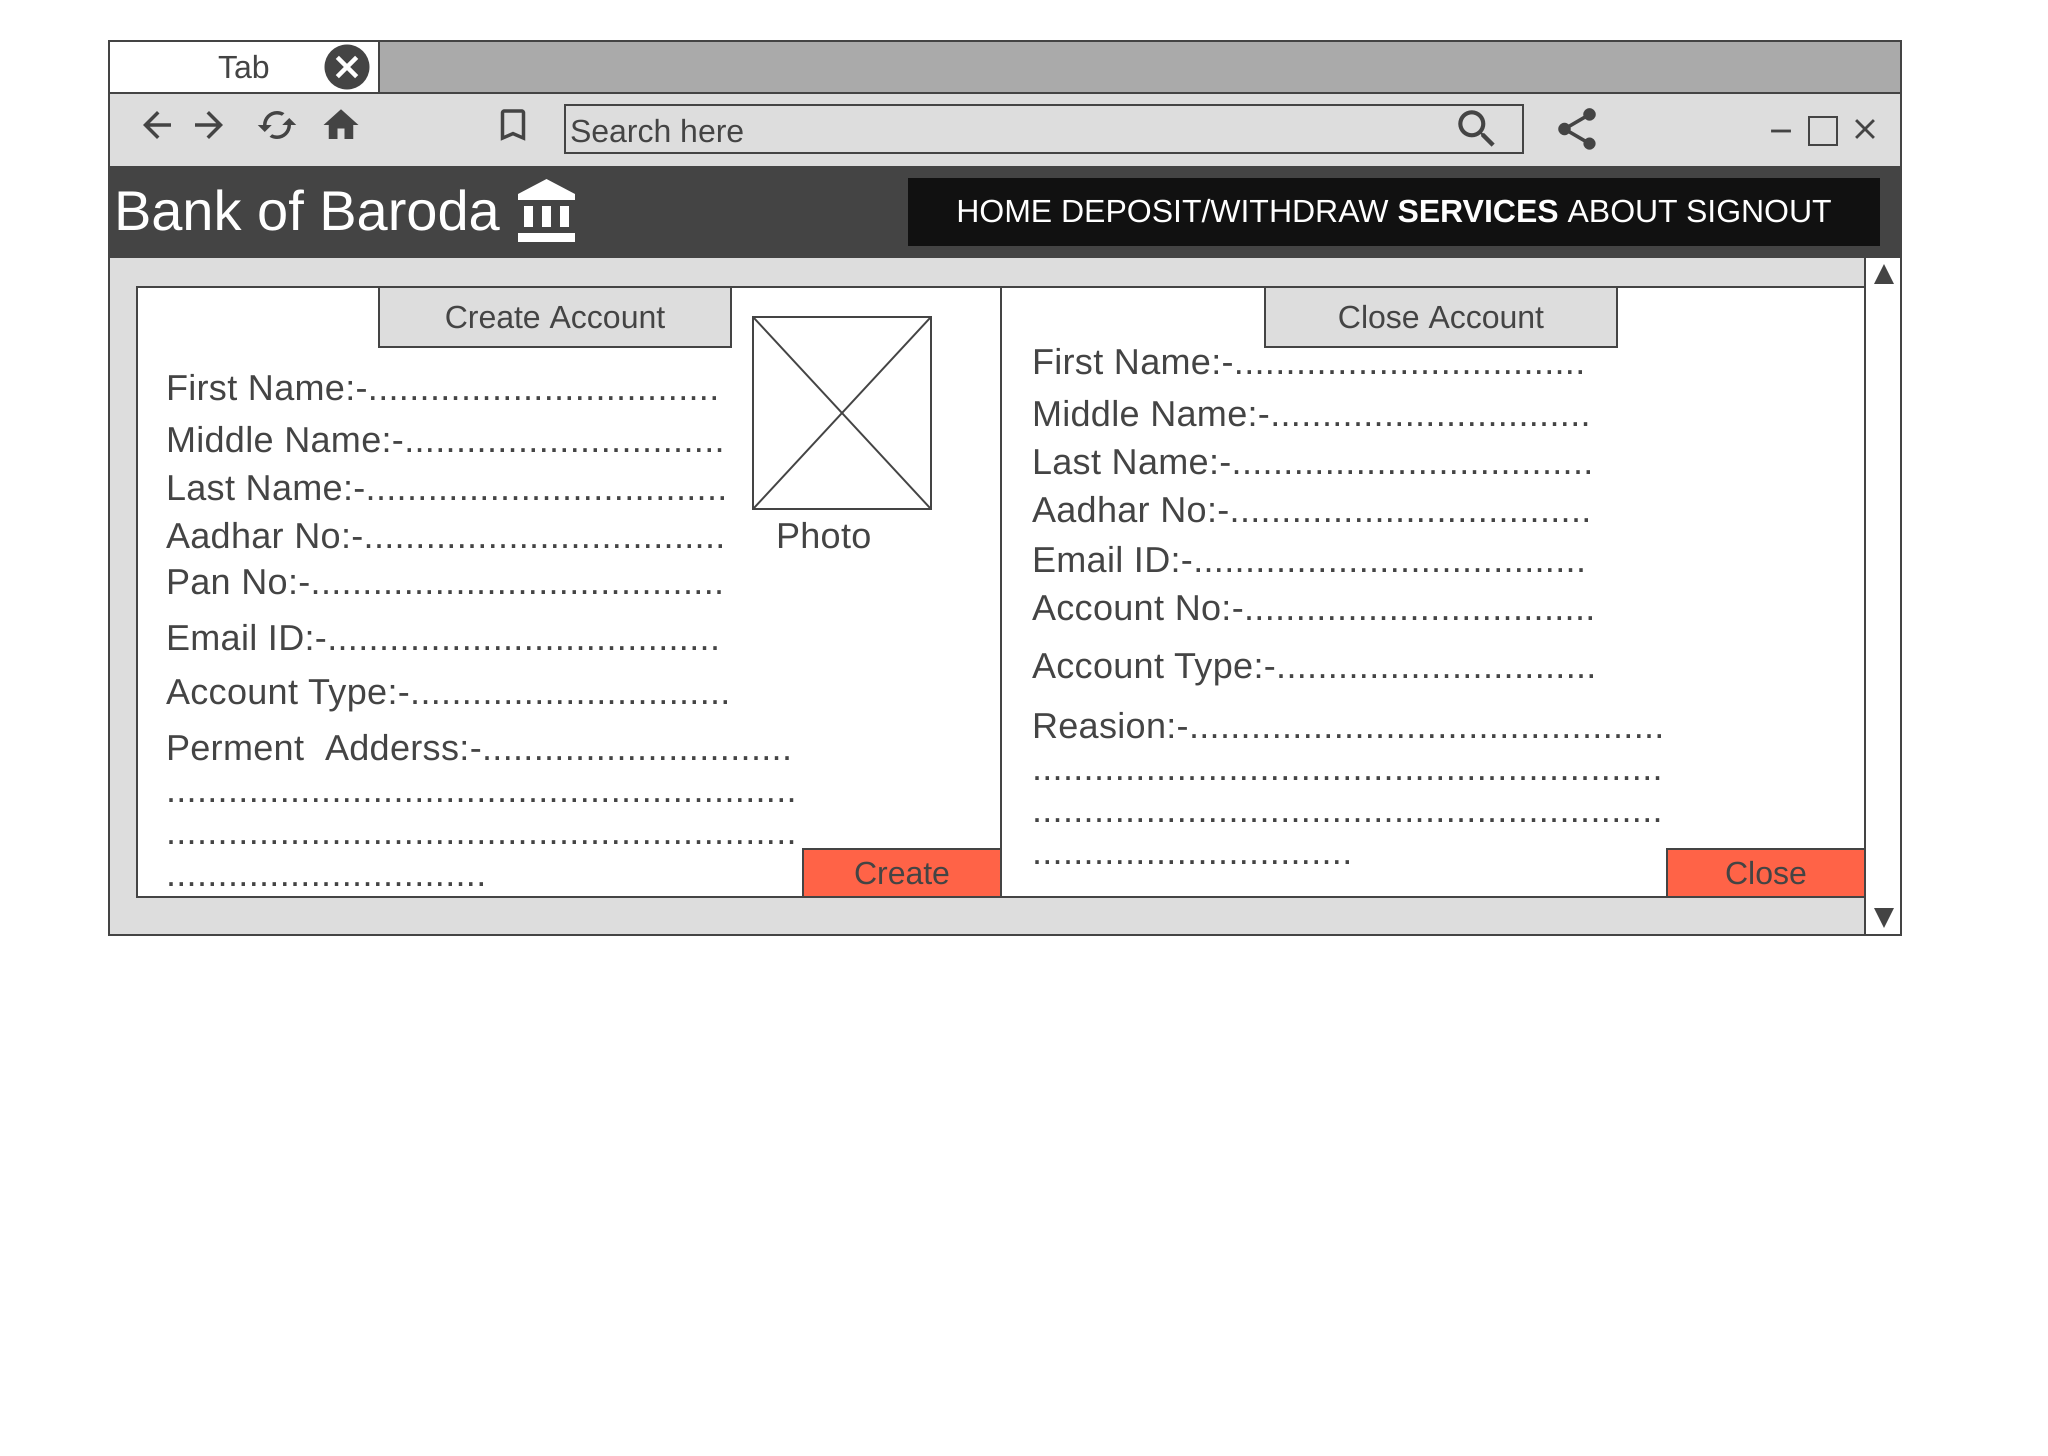 Tab
Search here
Bank of Baroda
HOME DEPOSIT/WITHDRAW SERVICES ABOUT SIGNOUT
Create Account
First Name:-..................................
Middle Name:-...............................
Last Name:-...................................
Aadhar No:-...................................
Pan No:-........................................
Email ID:-......................................
Account Type:-...............................
Perment  Adderss:-..............................
.............................................................
.............................................................
...............................
Photo
Create
Close Account
First Name:-..................................
Middle Name:-...............................
Last Name:-...................................
Aadhar No:-...................................
Email ID:-......................................
Account No:-..................................
Account Type:-...............................
Reasion:-..............................................
.............................................................
.............................................................
...............................
Close